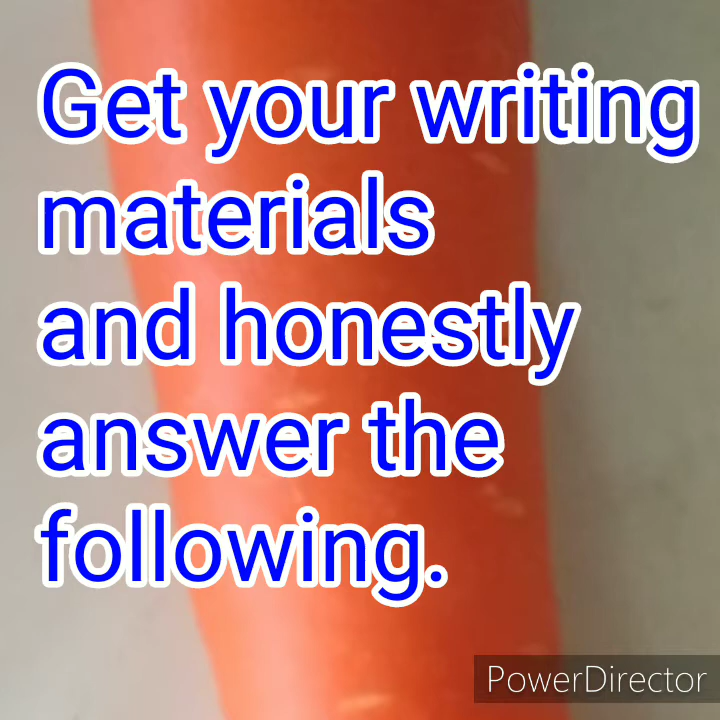 Get your writing
materials
and honestly
answer the
following.
PowerDirector